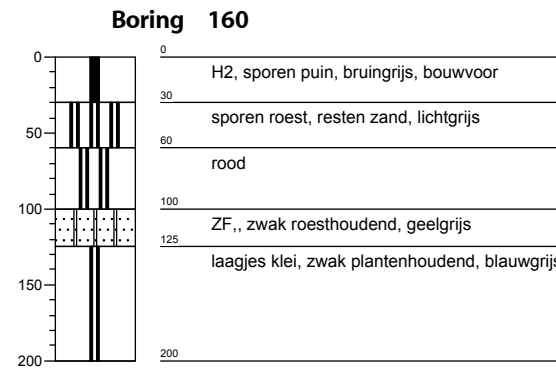 Boring 160
0
0
H2, sporen puin, bruingrijs, bouwvoor
30
sporen roest, resten zand, lichtgrijs
50
60
rood
100
100
ZF,, zwak roesthoudend, geelgrijs
125
laagjes klei, zwak plantenhoudend, blauwgrijs
150
200
200